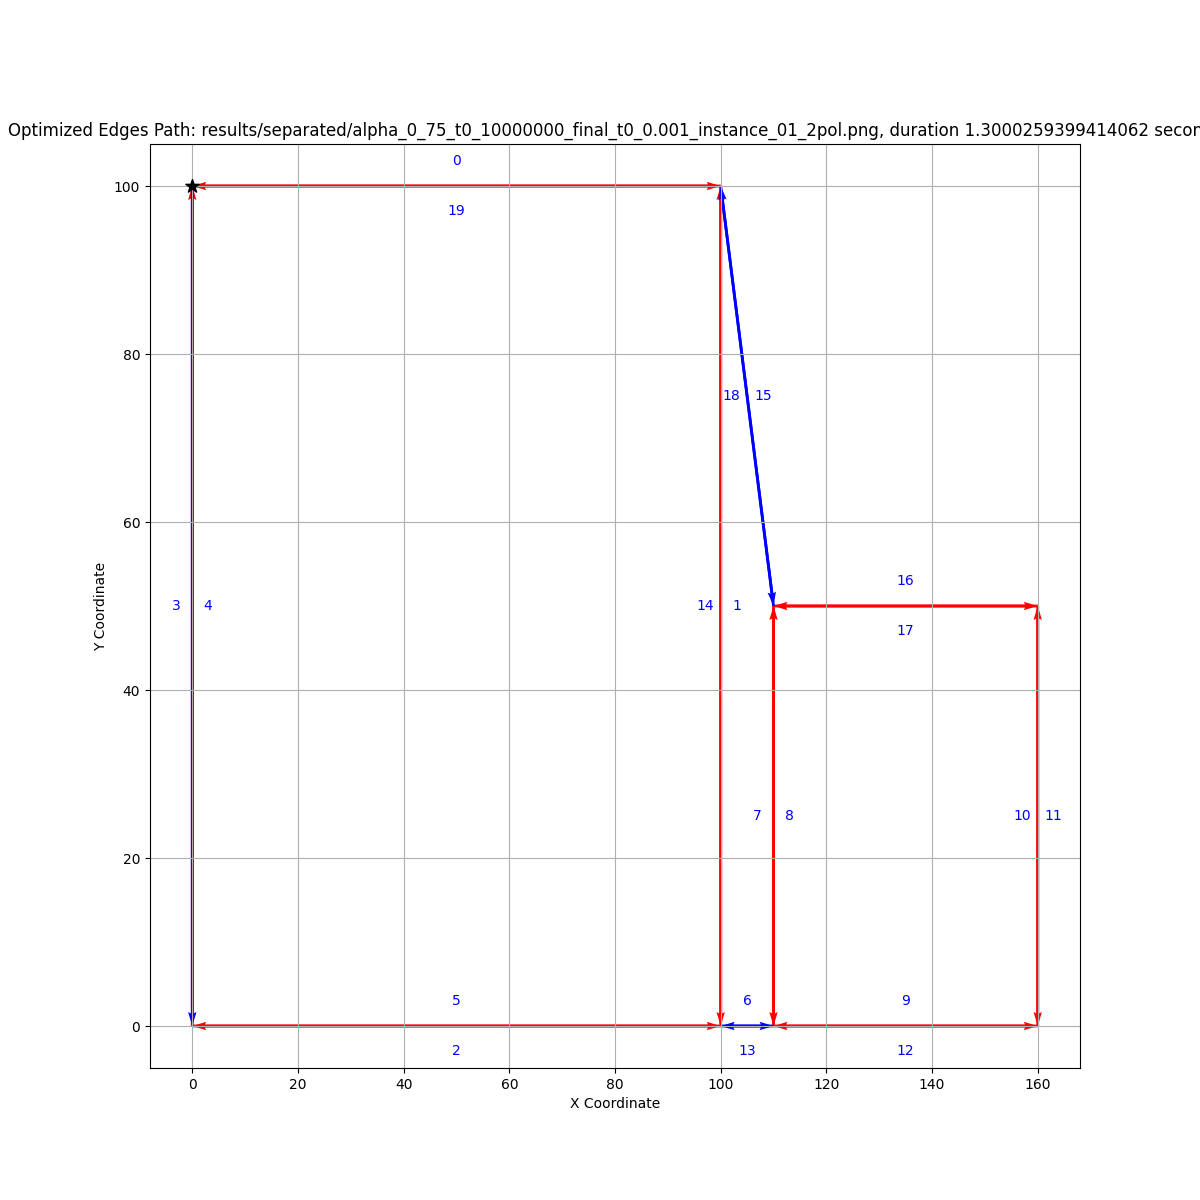 Optimized Edges Path: results/separated/alpha_0_75_t0_10000000_final_t0_0.001_instance_01_2pol.png, duration 1.3000259399414062 secon
0
100
19
80
18 15
60
16
3 4 14 1
17
Y Coordinate
40
7 8 10 11
20
5 6 9
0
2 13 12
0 20 40 60 80 100 120 140 160
X Coordinate